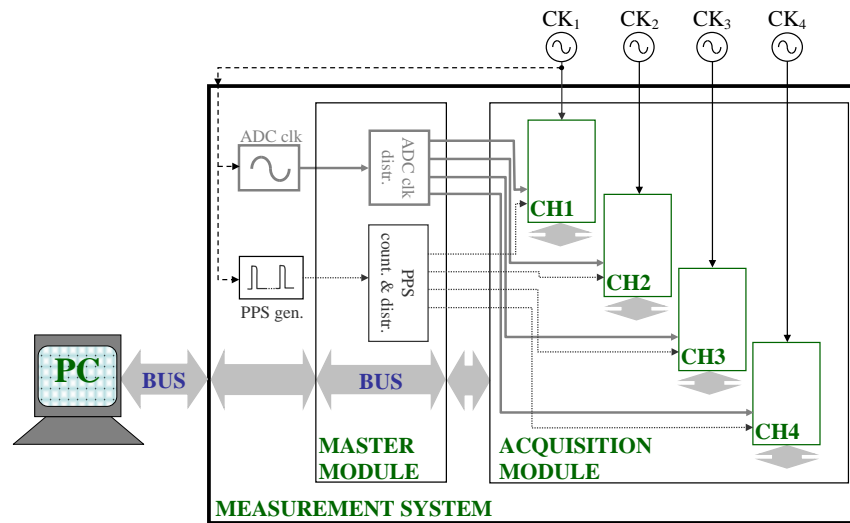 CK1 CK2 CK3 CK4
ADC clk
ADC clk
distr.
CH1
CH2
PPS
count. & distr.
PPS gen.
CH3
PC
BUS
BUS
CH4
MASTER
MODULE
ACQUISITION
MODULE
MEASUREMENT SYSTEM